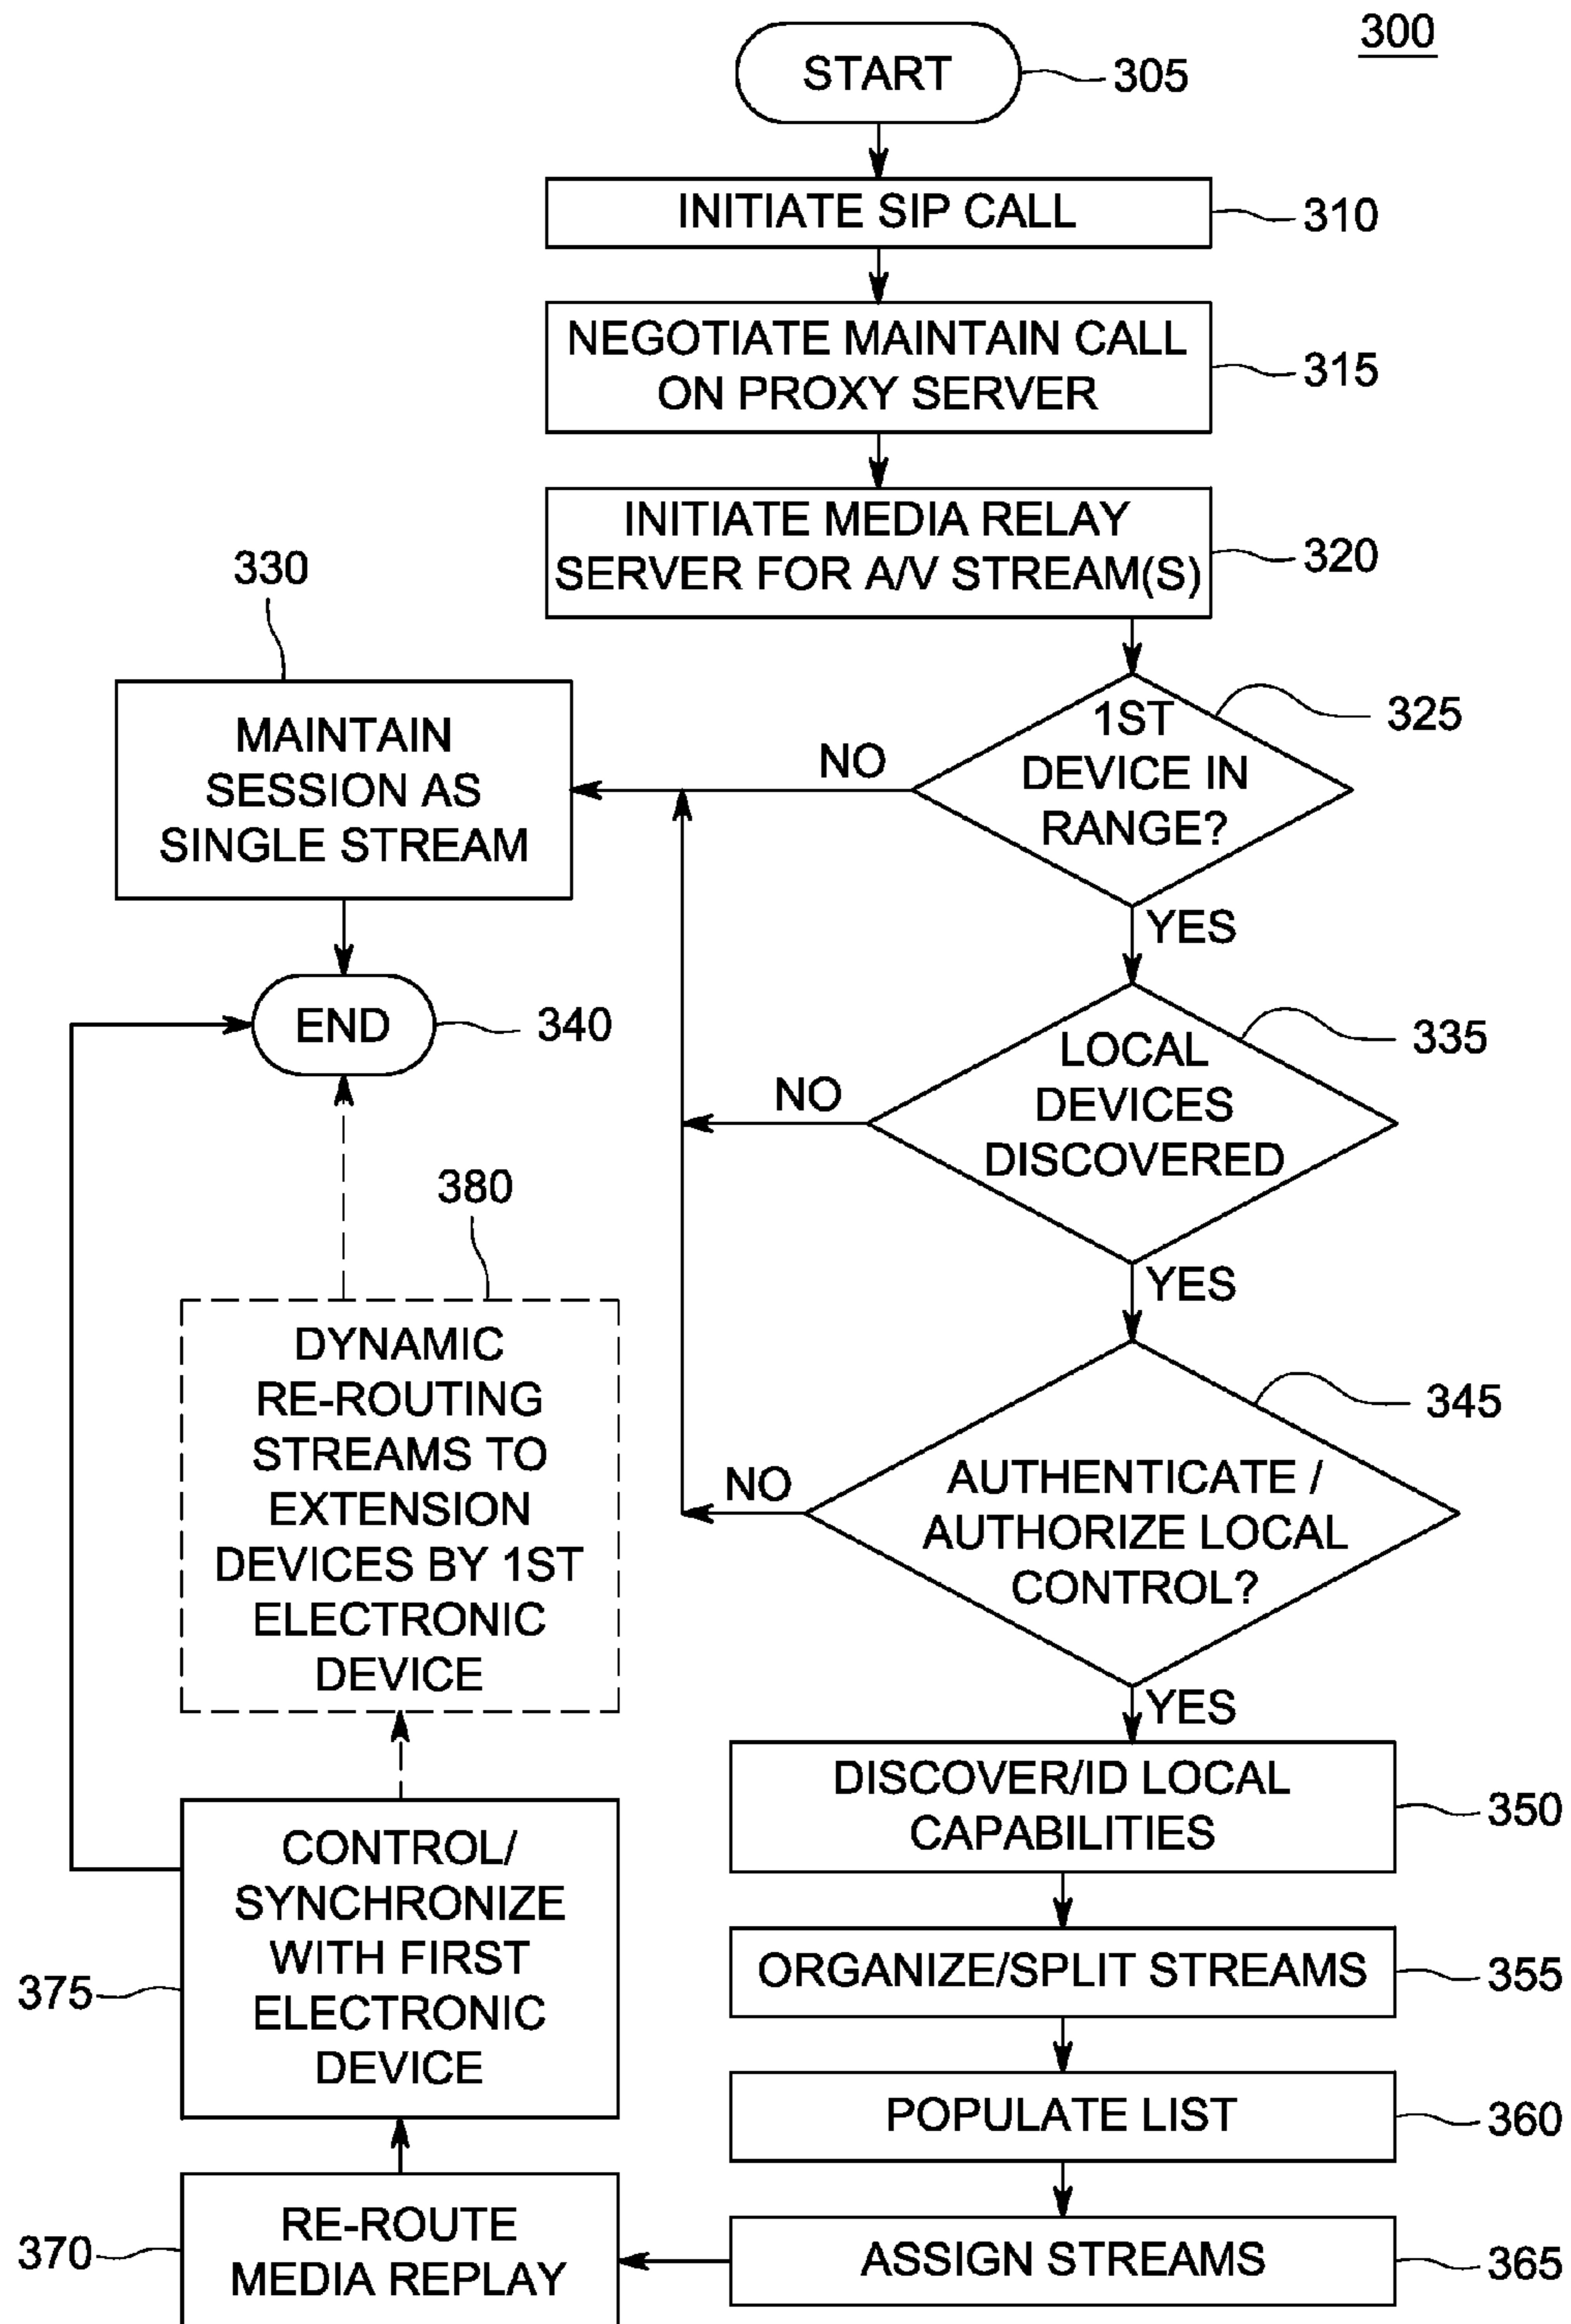 300
START
305
INITIATE SIP CALL
310
NEGOTIATE MAINTAIN CALL
ON PROXY SERVER
315
INITIATE MEDIA RELAY
SERVER FOR A/V STREAM(S)
320
330
MAINTAIN
SESSION AS
SINGLE STREAM
NO
1ST
DEVICE IN
RANGE?
325
YES
END
340
NO
LOCAL
DEVICES
DISCOVERED
335
YES
380
DYNAMIC
RE-ROUTING
STREAMS TO
EXTENSION
DEVICES BY 1ST
ELECTRONIC
DEVICE
NO
AUTHENTICATE /
AUTHORIZE LOCAL
CONTROL?
345
YES
DISCOVER/ID LOCAL
CAPABILITIES
350
ORGANIZE/SPLIT STREAMS
355
POPULATE LIST
360
ASSIGN STREAMS
365
RE-ROUTE
MEDIA REPLAY
370
CONTROL/
SYNCHRONIZE
WITH FIRST
ELECTRONIC
DEVICE
375